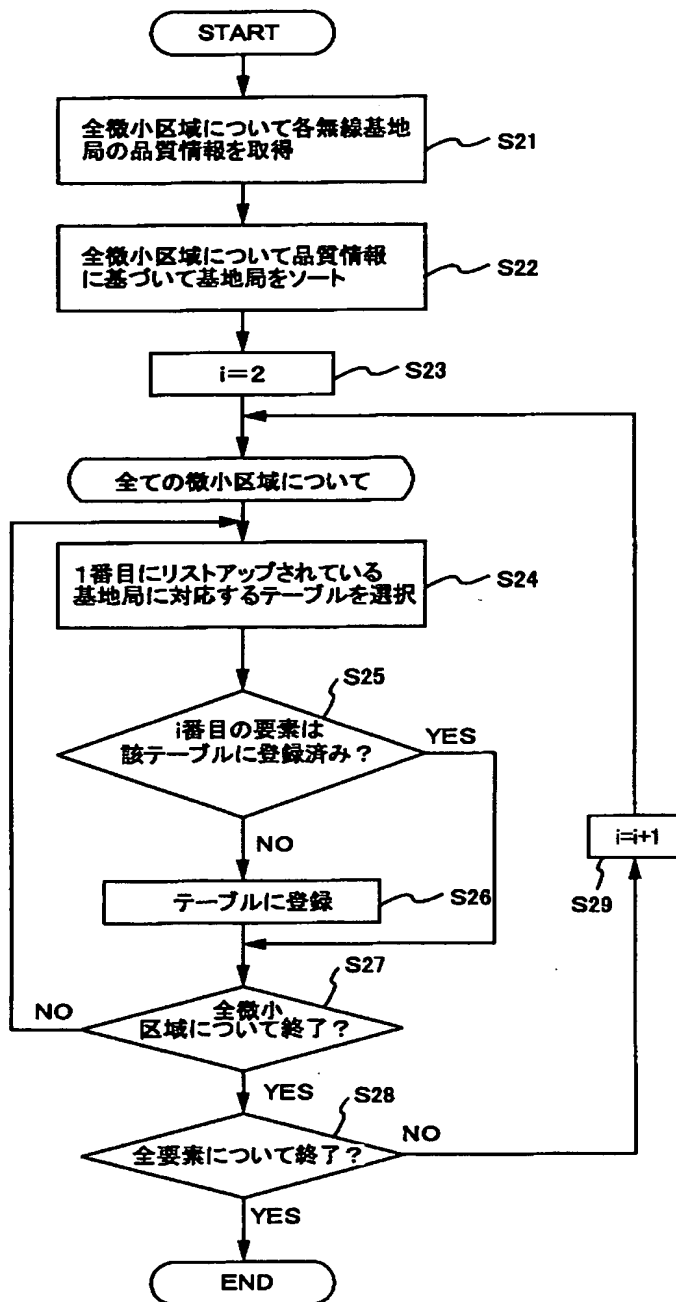 START
全微小区域について各無線基地
局の品質情報を取得
S21
全微小区域について品質情報
に基づいて基地局をソート
S22
i=2
S23
全ての微小区域について
1番目にリストアップされている
基地局に対応するテーブルを選択
S24
S25
i番目の要素は
該テーブルに登録済み?
YES
NO
i=i+1
S29
テーブルに登録
S26
S27
全微小
区域について終了?
NO
YES
S28
全要素について終了?
NO
YES
END